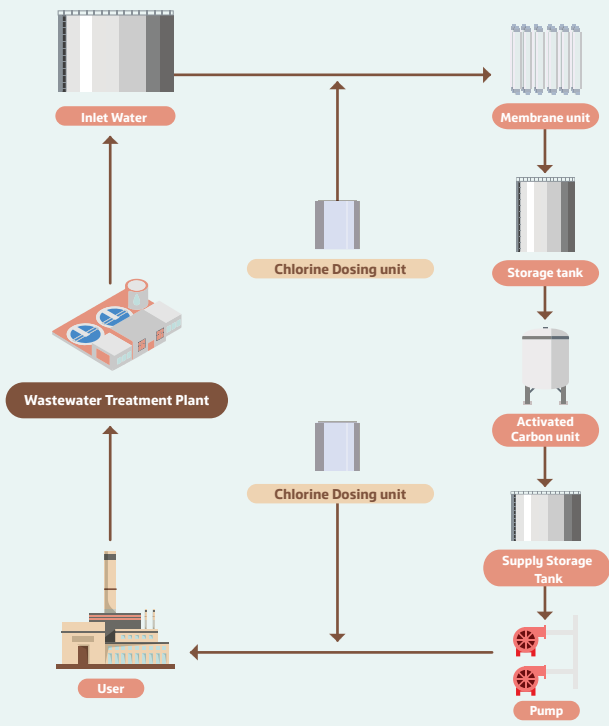 Inlet Water
Membrane unit
Chlorine Dosing unit
Storage tank
Wastewater Treatment Plant
Activated
Carbon unit
Chlorine Dosing unit
Supply Storage
Tank
User
Pump